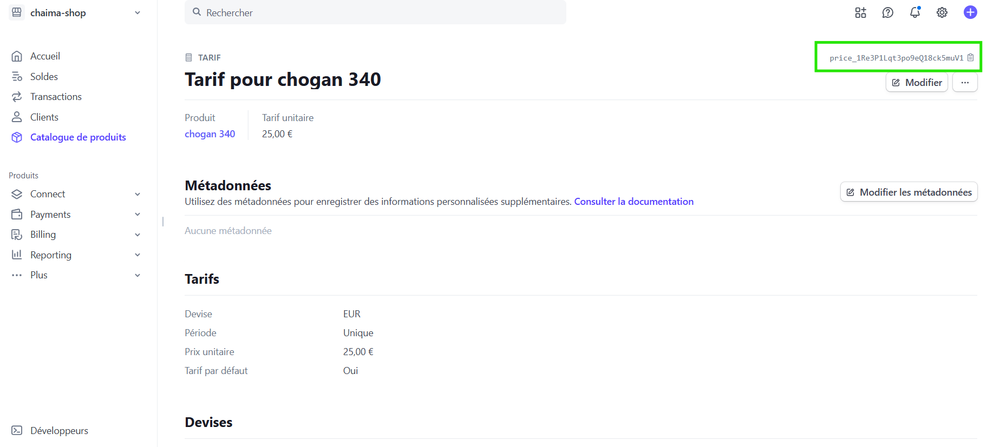 chaima-shop
Rechercher
Accueil
Soldes
Transactions
Clients
Catalogue de produits
Produits
Connect
Payments
Billing
Reporting
Plus
Développeurs
TARIF
price_1Re3P1Lqt3po9eQ18ck5muV1
Tarif pour chogan 340
Modifier
Produit
Tarif unitaire
chogan 340
25,00 €
Métadonnées
Utilisez des métadonnées pour enregistrer des informations personnalisées supplémentaires. Consulter la documentation
Modifier les métadonnées
Aucune métadonnée
Tarifs
Devise EUR
Période Unique
Prix unitaire 25,00 €
Tarif par défaut Oui
Devises